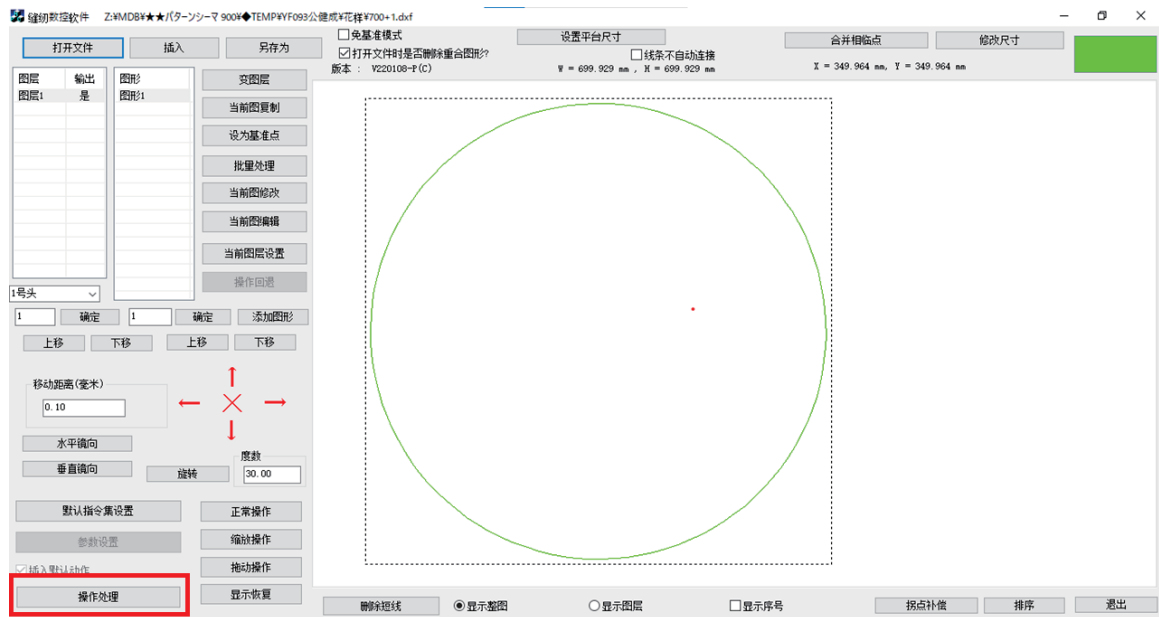 缝纫数控软件 Z:¥MDB¥★★パターンシーマ 900¥◆TEMP¥YF093公健成¥花样¥700+1.dxf
打开文件 插入 另存为
免基准模式
打开文件时是否删除重合图形?
版本 : V220108-P(C)
设置平台尺寸
线条不自动连接
W = 699.929 mm , H = 699.929 mm
合并相临点 修改尺寸
X = 349.964 mm, Y = 349.964 mm
图层 输出 图形
图层1 是 图形1
变图层
当前图复制
设为基准点
批量处理
当前图修改
当前图编辑
当前图层设置
操作回退
1号头
1 确定 1 确定 添加图形
上移 下移 上移 下移
移动距离(毫米)
0.10
水平镜向
垂直镜向
旋转
度数
30.00
默认指令集设置 正常操作
参数设置 缩放操作
插入默认动作 拖动操作
操作处理 显示恢复
删除短线 显示整图 显示图层 显示序号 拐点补偿 排序 退出